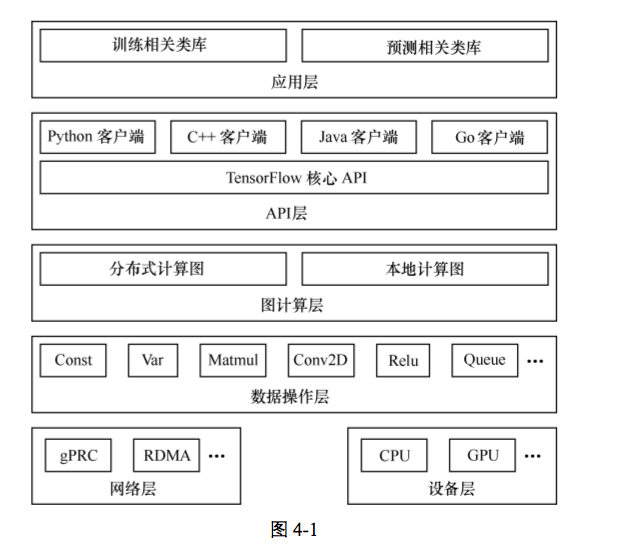 训练相关类库 预测相关类库
应用层
Python 客户端 C++ 客户端 Java 客户端 Go 客户端
TensorFlow 核心 API
API层
分布式计算图 本地计算图
图计算层
Const Var Matmul Conv2D Relu Queue •••
数据操作层
gPRC RDMA ••• CPU GPU •••
网络层 设备层
图 4-1